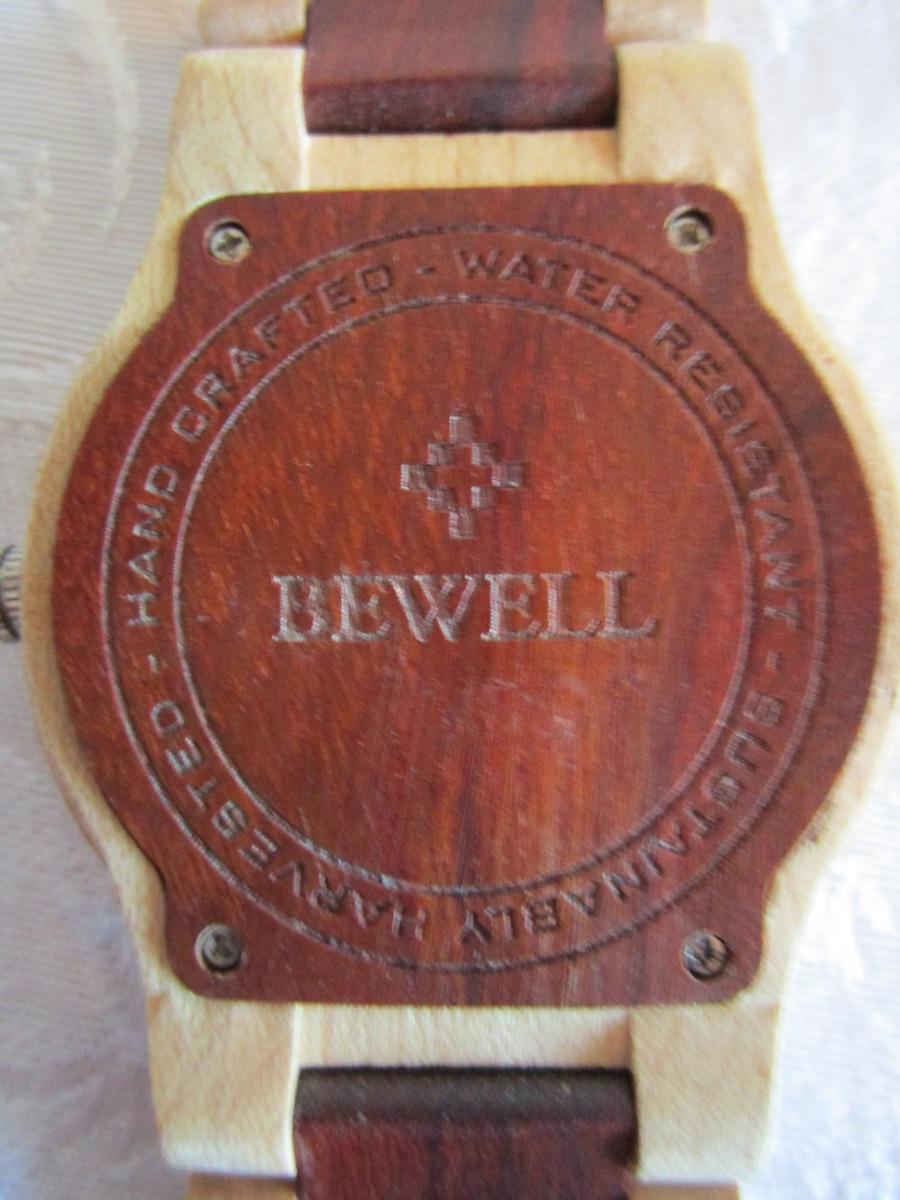 HAND CRAFTED - WATER RESISTANT - SUSTAINABLY HARVESTED -
BEWELL